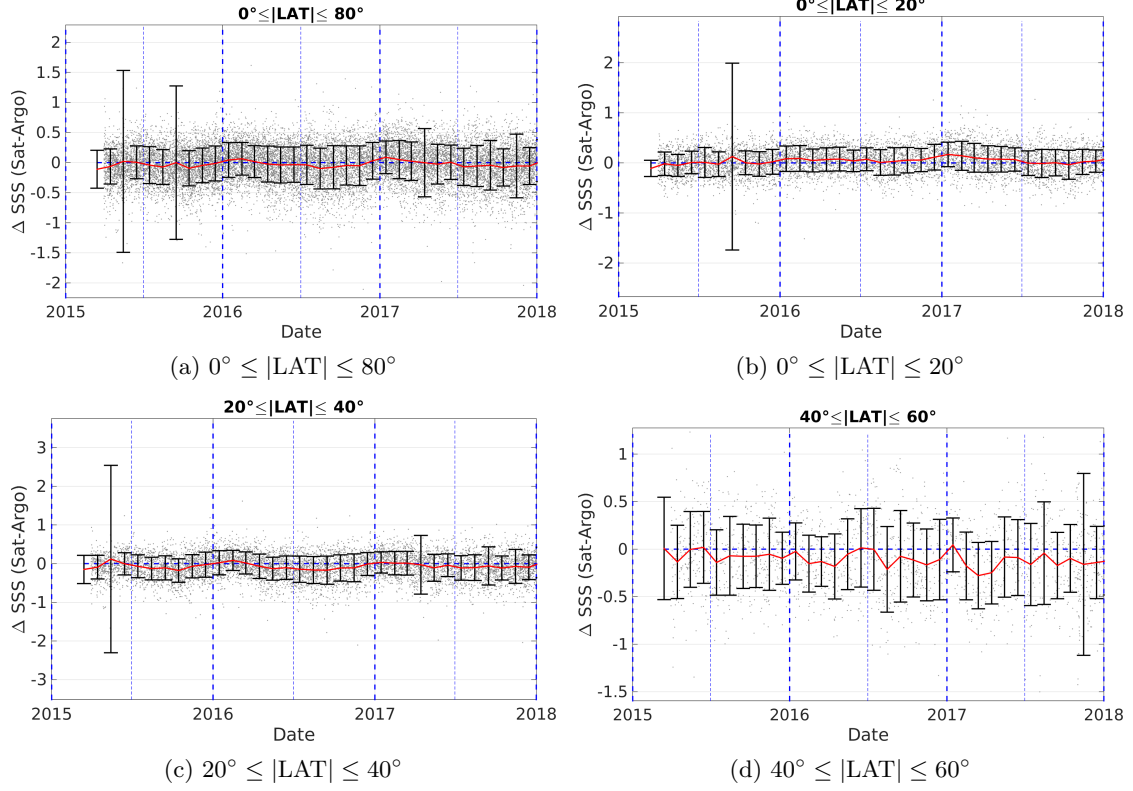 0°≤|LAT|≤ 80°
2
1.5
1
0.5
0
-0.5
-1
-1.5
-2
Δ SSS (Sat-Argo)
2015 2016 2017 2018
Date
(a) 0° ≤ |LAT| ≤ 80°
0°≤|LAT|≤ 20°
2
1
0
-1
-2
Δ SSS (Sat-Argo)
2015 2016 2017 2018
Date
(b) 0° ≤ |LAT| ≤ 20°
20°≤|LAT|≤ 40°
3
2
1
0
-1
-2
-3
Δ SSS (Sat-Argo)
2015 2016 2017 2018
Date
(c) 20° ≤ |LAT| ≤ 40°
40°≤|LAT|≤ 60°
1
0.5
0
-0.5
-1
-1.5
Δ SSS (Sat-Argo)
2015 2016 2017 2018
Date
(d) 40° ≤ |LAT| ≤ 60°